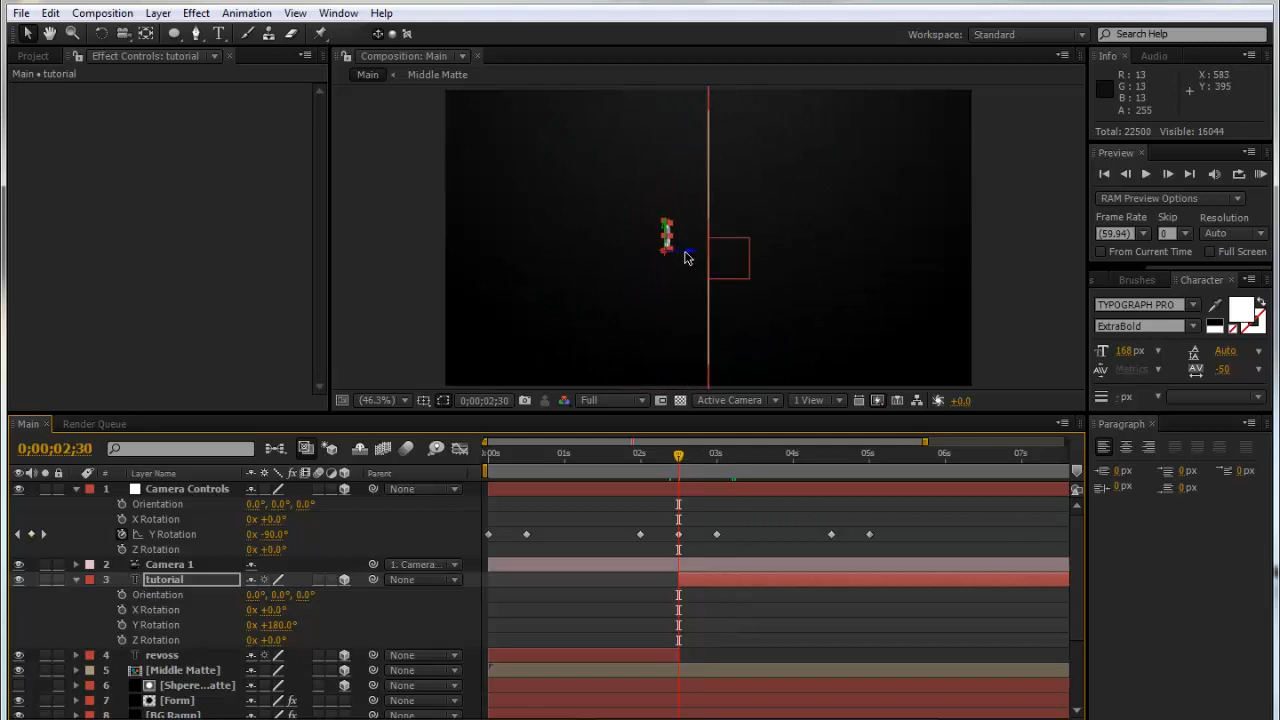 File Edit Composition Layer Effect Animation View Window Help
Workspace: Standard Search Help
Project Effect Controls: tutorial Composition: Main Info Audio
Main • tutorial
Main Middle Matte
R: 13 X: 583
G: 13 Y: 395
B: 13
A: 255
Total: 22500 Visible: 16044
Preview
RAM Preview Options
Frame Rate Skip Resolution
(59.94) 0 Auto
From Current Time Full Screen
s Brushes Character
TYPOGRAPH PRO
ExtraBold
168 px Auto
Metrics -50
- px
(46.3%) 0;00;02;30 Full Active Camera 1 View +0.0
Main Render Queue Paragraph
0;00;02;30
:00s 01s 02s 03s 04s 05s 06s 07s
# Layer Name fx Parent
0 px 0 px 0 px
0 px 0 px
1 Camera Controls None
Orientation 0.0°, 0.0°, 0.0°
X Rotation 0x +0.0°
Y Rotation 0x -90.0°
Z Rotation 0x +0.0°
2 Camera 1 1. Camera...
3 tutorial None
Orientation 0.0°, 0.0°, 0.0°
X Rotation 0x +0.0°
Y Rotation 0x +180.0°
Z Rotation 0x +0.0°
4 T revoss None
5 [Middle Matte] None
6 [Shpere...atte] None
7 [Form] fx None
8 [BG Ramp] fx None